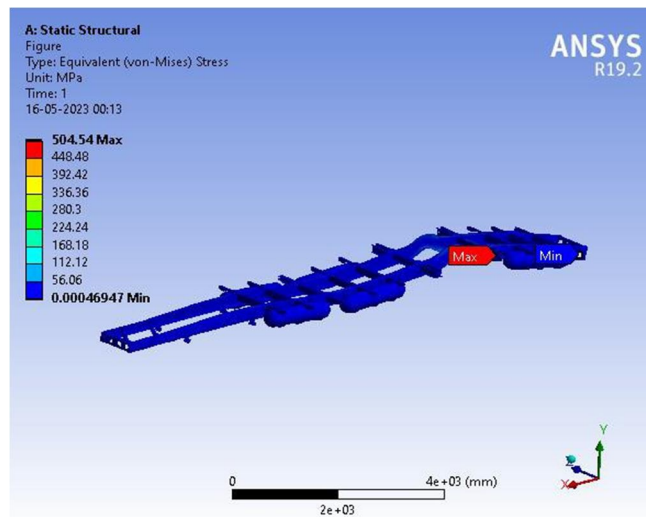 A: Static Structural
Figure
Type: Equivalent (von-Mises) Stress
Unit: MPa
Time: 1
16-05-2023 00:13
ANSYS
R19.2
504.54 Max
448.48
392.42
336.36
280.3
224.24
168.18
112.12
56.06
0.00046947 Min
Max
Min
Y
Z
X
0
4e+03 (mm)
2e+03